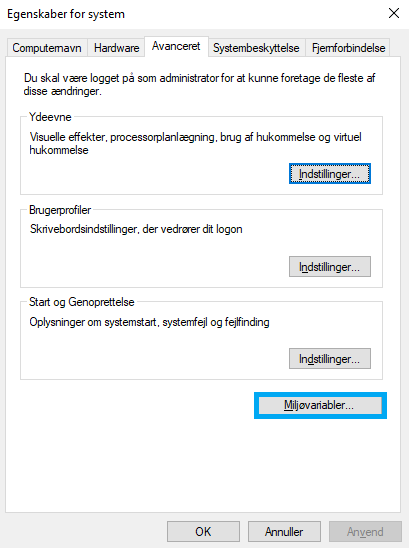 Egenskaber for system
Computernavn Hardware Avanceret Systembeskyttelse Fjernforbindelse
Du skal være logget på som administrator for at kunne foretage de fleste af
disse ændringer.
Ydeevne
Visuelle effekter, processorplanlægning, brug af hukommelse og virtuel
hukommelse
Indstillinger...
Brugerprofiler
Skrivebordsindstillinger, der vedrører dit logon
Indstillinger...
Start og Genoprettelse
Oplysninger om systemstart, systemfejl og fejlfinding
Indstillinger...
Miljøvariabler...
OK Annuller Anvend